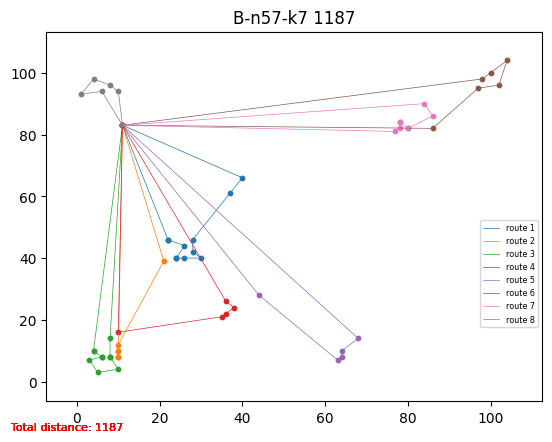 B-n57-k7 1187
100
80
60
40
20
0
route 1
route 2
route 3
route 4
route 5
route 6
route 7
route 8
0 20 40 60 80 100
Total distance: 1187